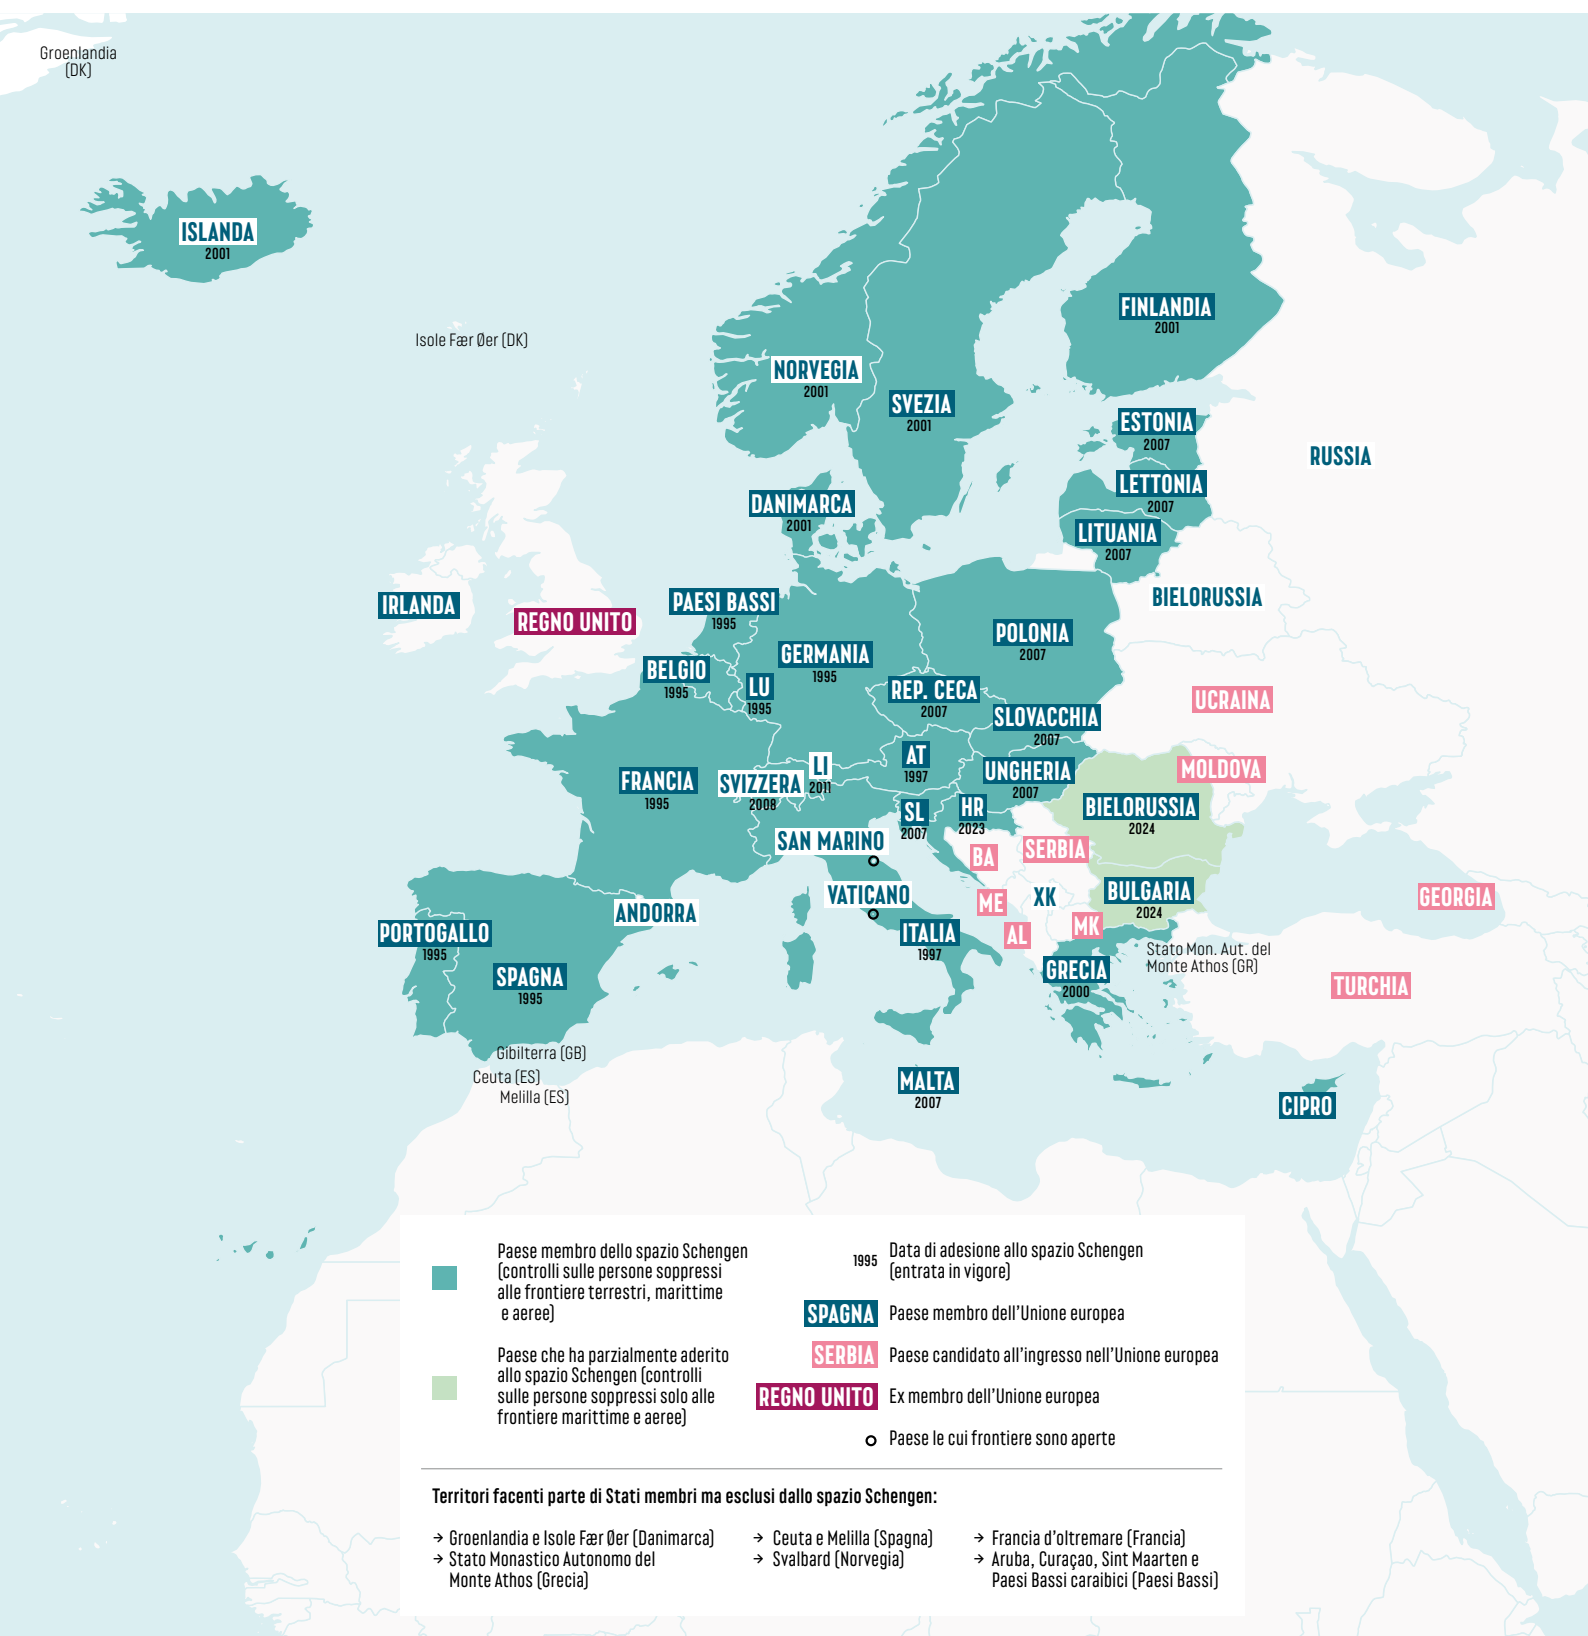 Groenlandia
(DK)
ISLANDA
2001
Isole Fær Øer (DK)
FINLANDIA
2001
NORVEGIA
2001
SVEZIA
2001
ESTONIA
2007
RUSSIA
LETTONIA
2007
DANIMARCA
2001
LITUANIA
2007
IRLANDA
REGNO UNITO
PAESI BASSI
1995
BIELORUSSIA
POLONIA
2007
GERMANIA
1995
BELGIO
1995
LU
1995
REP. CECA
2007
UCRAINA
SLOVACCHIA
2007
AT
1997
LI
2011
UNGHERIA
2007
MOLDOVA
FRANCIA
1995
SVIZZERA
2008
SL
2007
HR
2023
BIELORUSSIA
2024
SAN MARINO
BA
SERBIA
VATICANO
ANDORRA
ME
XK
BULGARIA
2024
GEORGIA
PORTOGALLO
1995
ITALIA
1997
AL
MK
Stato Mon. Aut. del
Monte Athos (GR)
SPAGNA
1995
GRECIA
2000
TURCHIA
Gibilterra (GB)
Ceuta (ES)
Melilla (ES)
MALTA
2007
CIPRO
Paese membro dello spazio Schengen
(controlli sulle persone soppressi
alle frontiere terrestri, marittime
e aeree)
Paese che ha parzialmente aderito
allo spazio Schengen (controlli
sulle persone soppressi solo alle
frontiere marittime e aeree)
1995 Data di adesione allo spazio Schengen
(entrata in vigore)
SPAGNA Paese membro dell'Unione europea
SERBIA Paese candidato all'ingresso nell'Unione europea
REGNO UNITO Ex membro dell'Unione europea
Paese le cui frontiere sono aperte
Territori facenti parte di Stati membri ma esclusi dallo spazio Schengen:
→ Groenlandia e Isole Fær Øer (Danimarca)
→ Stato Monastico Autonomo del
Monte Athos (Grecia)
→ Ceuta e Melilla (Spagna)
→ Svalbard (Norvegia)
→ Francia d'oltremare (Francia)
→ Aruba, Curaçao, Sint Maarten e
Paesi Bassi caraibici (Paesi Bassi)